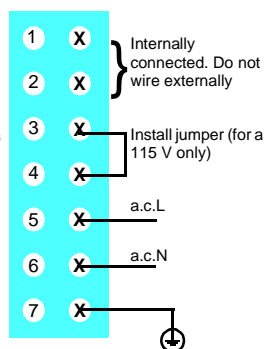 1 X
2 X
Internally
connected. Do not
wire externally
3 X
4 X
Install jumper (for a
115 V only)
5 X a.c.L
6 X a.c.N
7 X